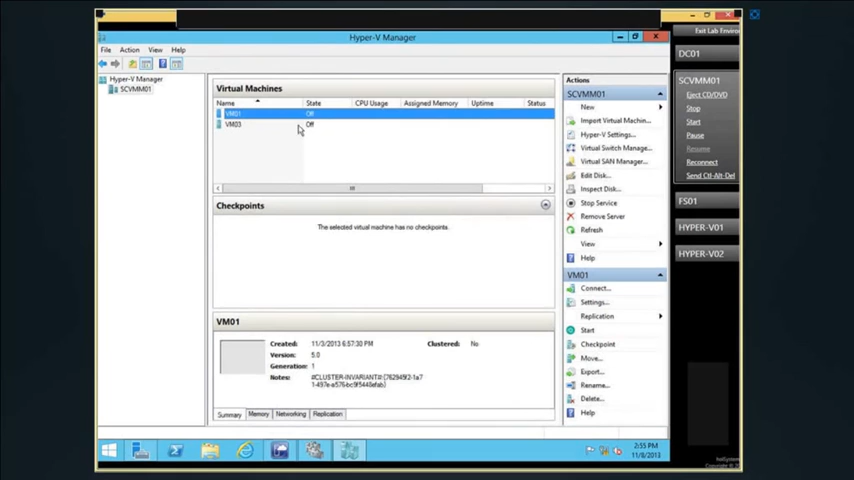 Exit Lab Enviro
Hyper-V Manager
File Action View Help
Hyper-V Manager
SCVMM01
Virtual Machines
Name State CPU Usage Assigned Memory Uptime Status
VM01 Off
VM03 Off
Checkpoints
The selected virtual machine has no checkpoints.
VM01
Created: 11/3/2013 6:57:30 PM Clustered: No
Version: 5.0
Generation: 1
Notes:
Summary Memory Networking Replication
Actions
SCVMM01
New
Import Virtual Machin...
Hyper-V Settings...
Virtual Switch Manage...
Virtual SAN Manager...
Edit Disk...
Inspect Disk...
Stop Service
Remove Server
Refresh
View
Help
VM01
Connect...
Settings...
Replication
Start
Checkpoint
Move...
Export...
Rename...
Delete...
Help
DC01
SCVMM01
Eject CD/DVD
Stop
Start
Pause
Resume
Reconnect
Send Ctl-Alt-Del
FS01
HYPER-V01
HYPER-V02
2:55 PM
11/8/2013